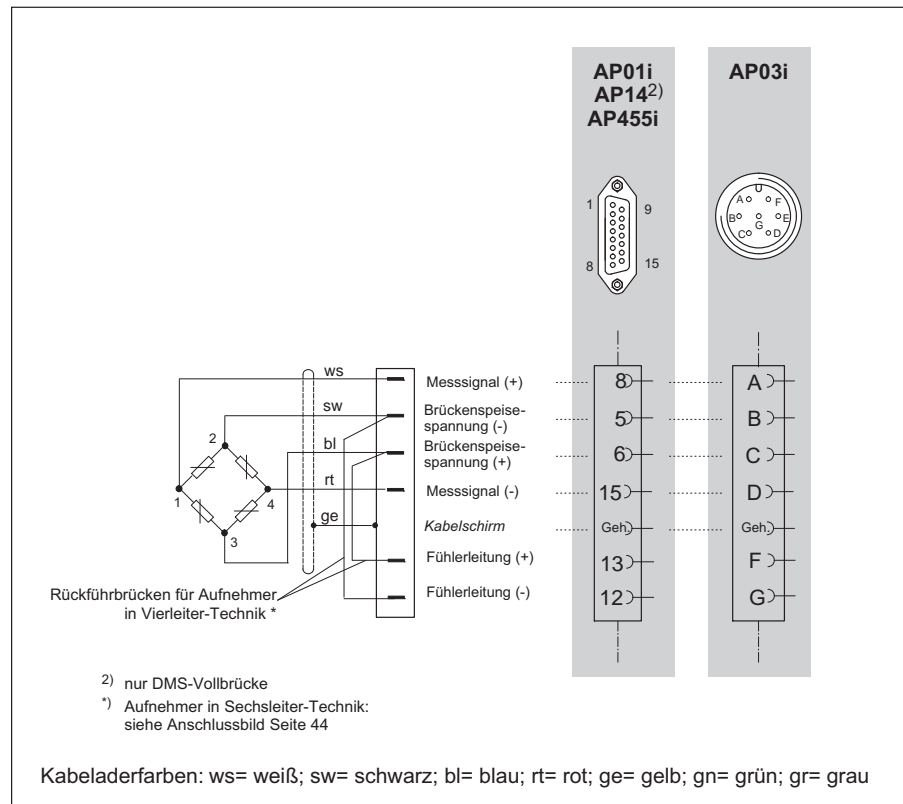 AP01i
AP14 2)
AP455i
AP03i
1
9
8
15
U
A
F
B
G
E
C
D
ws
sw
bl
rt
ge
1
2
3
4
Messsignal (+)
8
A
Brückenspeise-
spannung (-)
5
B
Brückenspeise-
spannung (+)
6
C
Messsignal (-)
15
D
Kabelschirm
Geh.
Geh.
Fühlerleitung (+)
13
F
Fühlerleitung (-)
12
G
Rückführbrücken für Aufnehmer
in Vierleiter-Technik *
2) nur DMS-Vollbrücke
*) Aufnehmer in Sechsleiter-Technik:
siehe Anschlussbild Seite 44
Kabeladerfarben: ws= weiß; sw= schwarz; bl= blau; rt= rot; ge= gelb; gn= grün; gr= grau